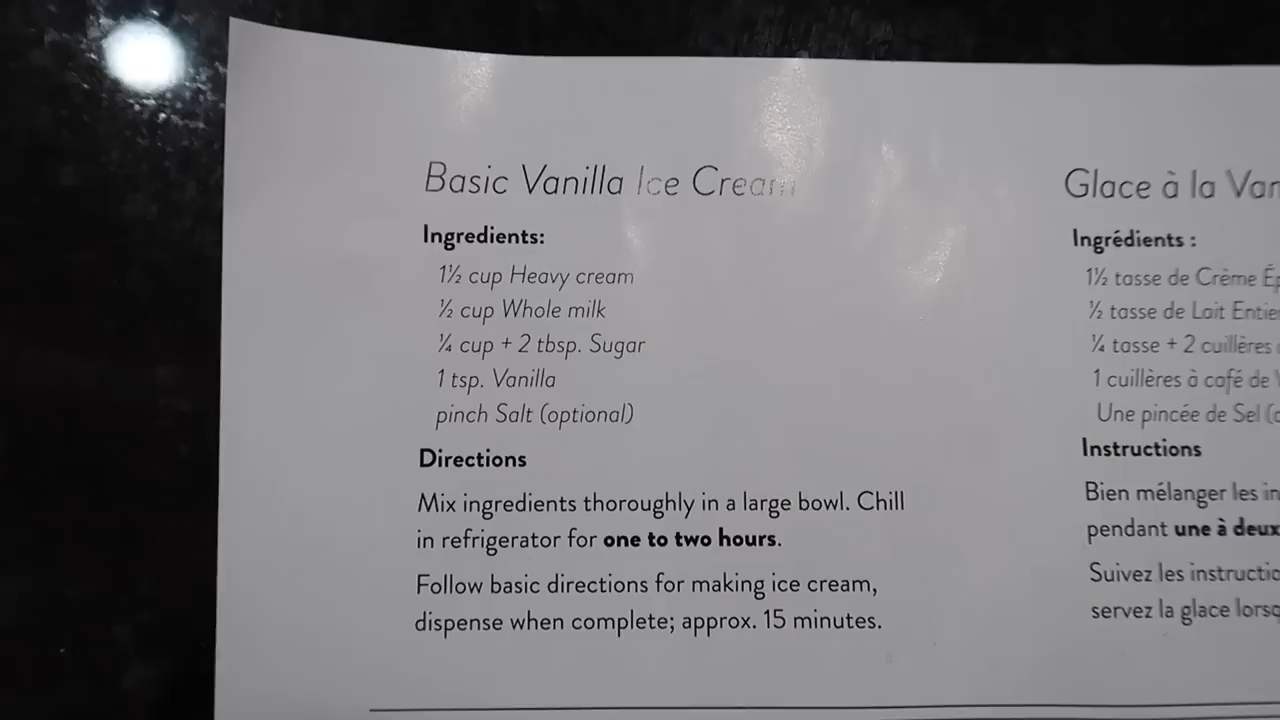 Basic Vanilla Ice Cream
Ingredients:
1½ cup Heavy cream
½ cup Whole milk
¼ cup + 2 tbsp. Sugar
1 tsp. Vanilla
pinch Salt (optional)
Directions
Mix ingredients thoroughly in a large bowl. Chill
in refrigerator for one to two hours.
Follow basic directions for making ice cream,
dispense when complete; approx. 15 minutes.
Glace à la
Ingrédients :
1½ tasse de Crème
½ tasse de Lait
¼ tasse + 2 cuillères
1 cuillères à café de
Une pincée de Sel
Instructions
Bien mélanger les
pendant une à deux
Suivez les
servez la glace